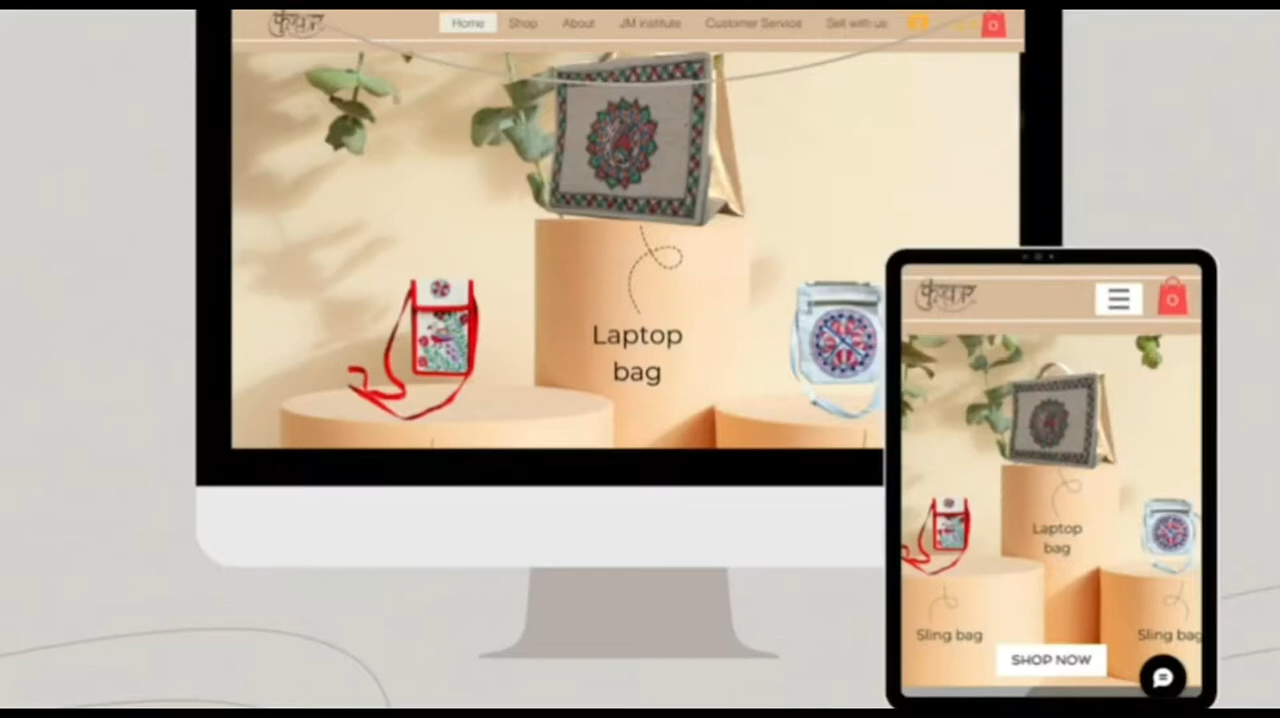 Home Shop About JM institute Customer Service Sell with us
0
Laptop
bag
0
Laptop
bag
Sling bag
Sling bag
SHOP NOW